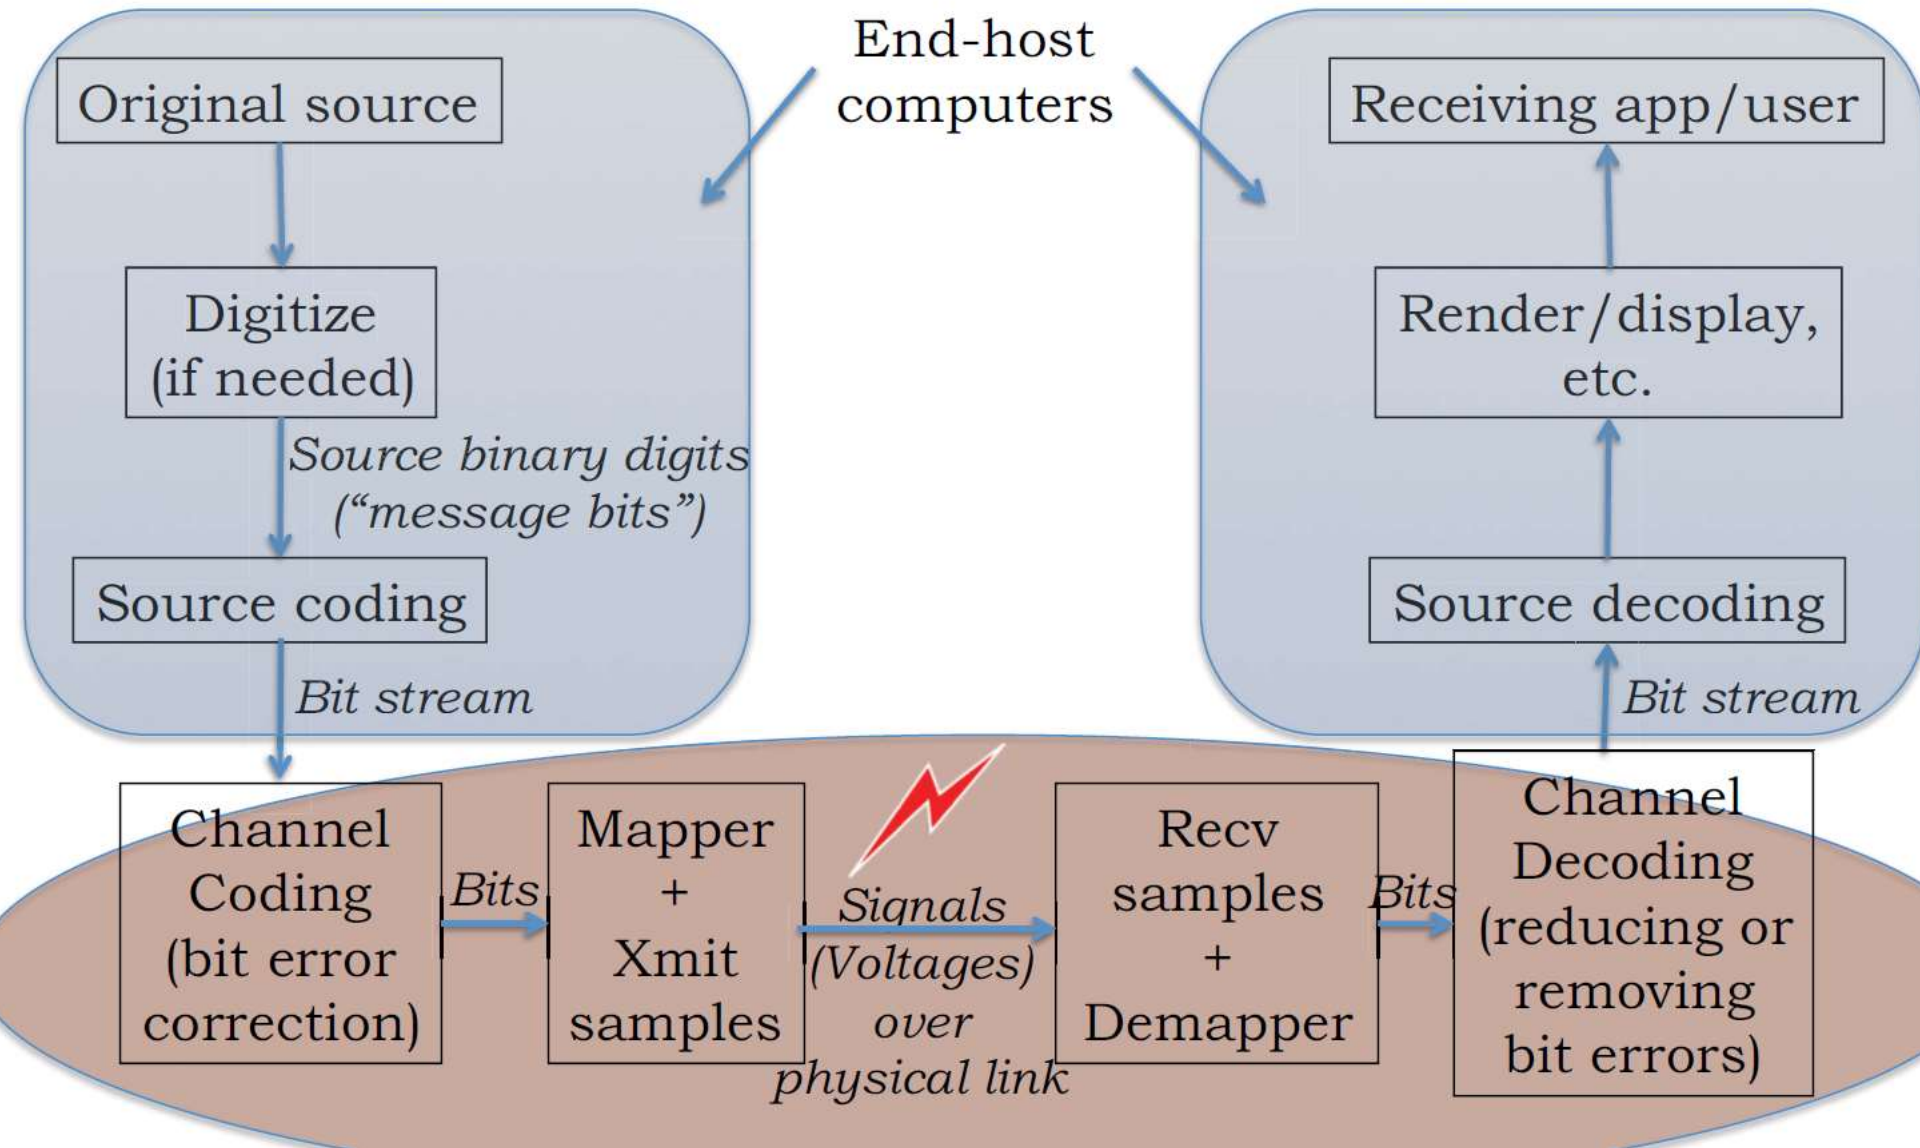 End-host
computers
Original source
Digitize
(if needed)
Source binary digits
(“message bits”)
Source coding
Bit stream
Channel
Coding
(bit error
correction)
Bits
Mapper
+
Xmit
samples
Signals
(Voltages)
over
physical link
Recv
samples
+
Demapper
Bits
Channel
Decoding
(reducing or
removing
bit errors)
Bit stream
Source decoding
Render/display,
etc.
Receiving app/user